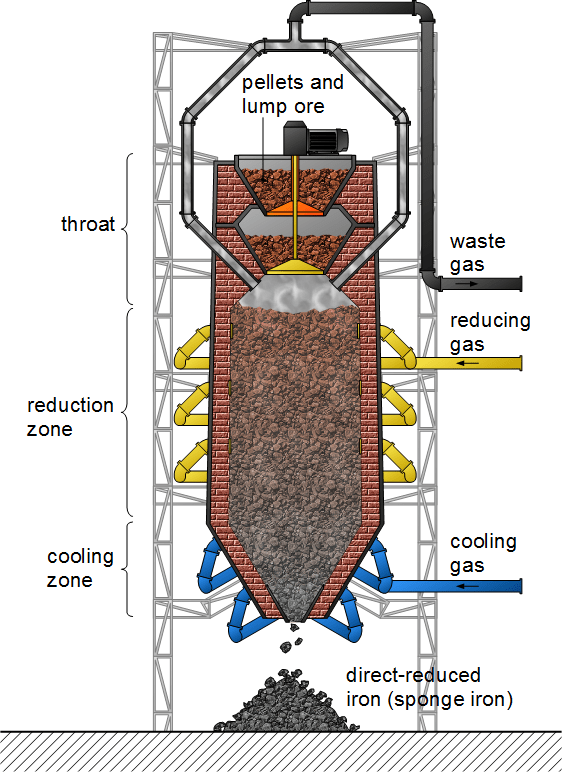 pellets and
lump ore
throat
waste
gas
reducing
gas
reduction
zone
cooling
zone
cooling
gas
direct-reduced
iron (sponge iron)